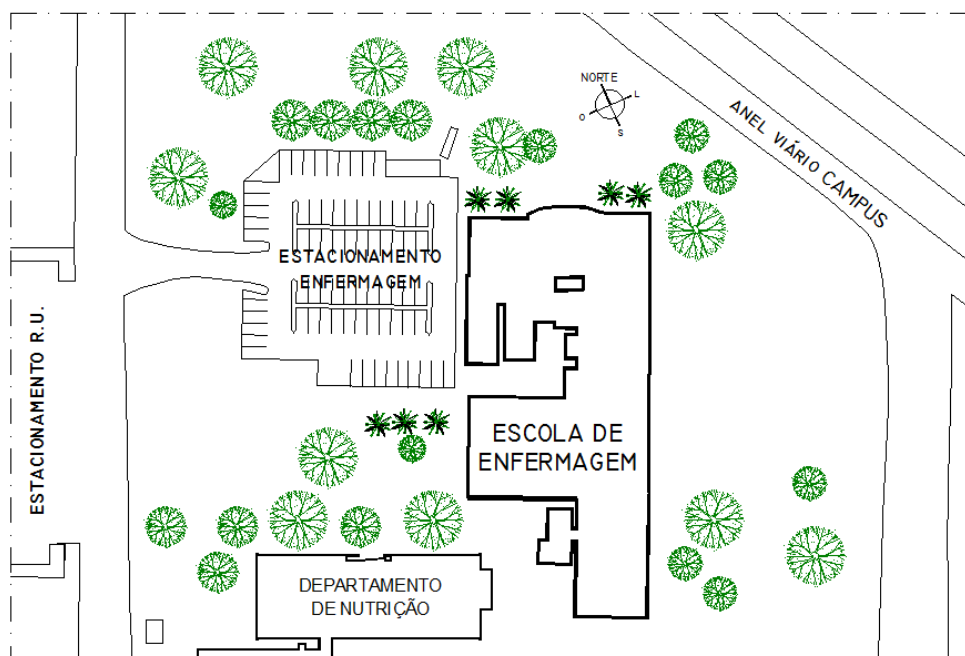 NORTE
L
O
S
ANEL VIÁRIO CAMPUS
ESTACIONAMENTO
ENFERMAGEM
ESTACIONAMENTO R.U.
ESCOLA DE
ENFERMAGEM
DEPARTAMENTO
DE NUTRIÇÃO